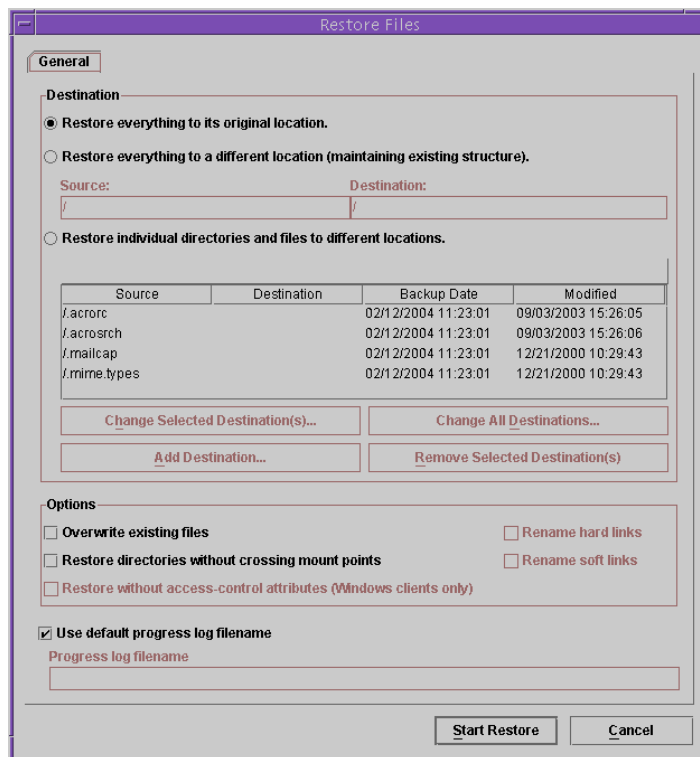 Restore Files
General
Destination
Restore everything to its original location.
Restore everything to a different location (maintaining existing structure).
Source: Destination:
/ /
Restore individual directories and files to different locations.
Source Destination Backup Date Modified
/.acrorc 02/12/2004 11:23:01 09/03/2003 15:26:05
/.acrosrch 02/12/2004 11:23:01 09/03/2003 15:26:06
/.mailcap 02/12/2004 11:23:01 12/21/2000 10:29:43
/.mime.types 02/12/2004 11:23:01 12/21/2000 10:29:43
Change Selected Destination(s)... Change All Destinations...
Add Destination... Remove Selected Destination(s)
Options
Overwrite existing files Rename hard links
Restore directories without crossing mount points Rename soft links
Restore without access-control attributes (Windows clients only)
Use default progress log filename
Progress log filename
Start Restore Cancel